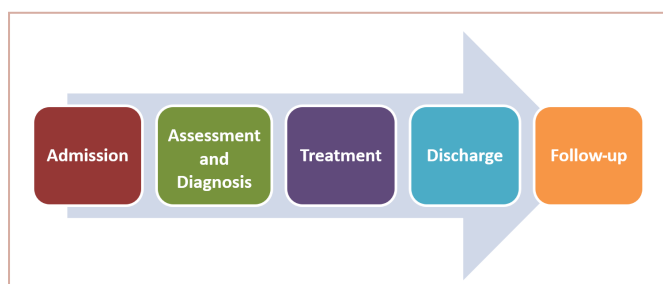 Admission
Assessment
and
Diagnosis
Treatment
Discharge
Follow-up